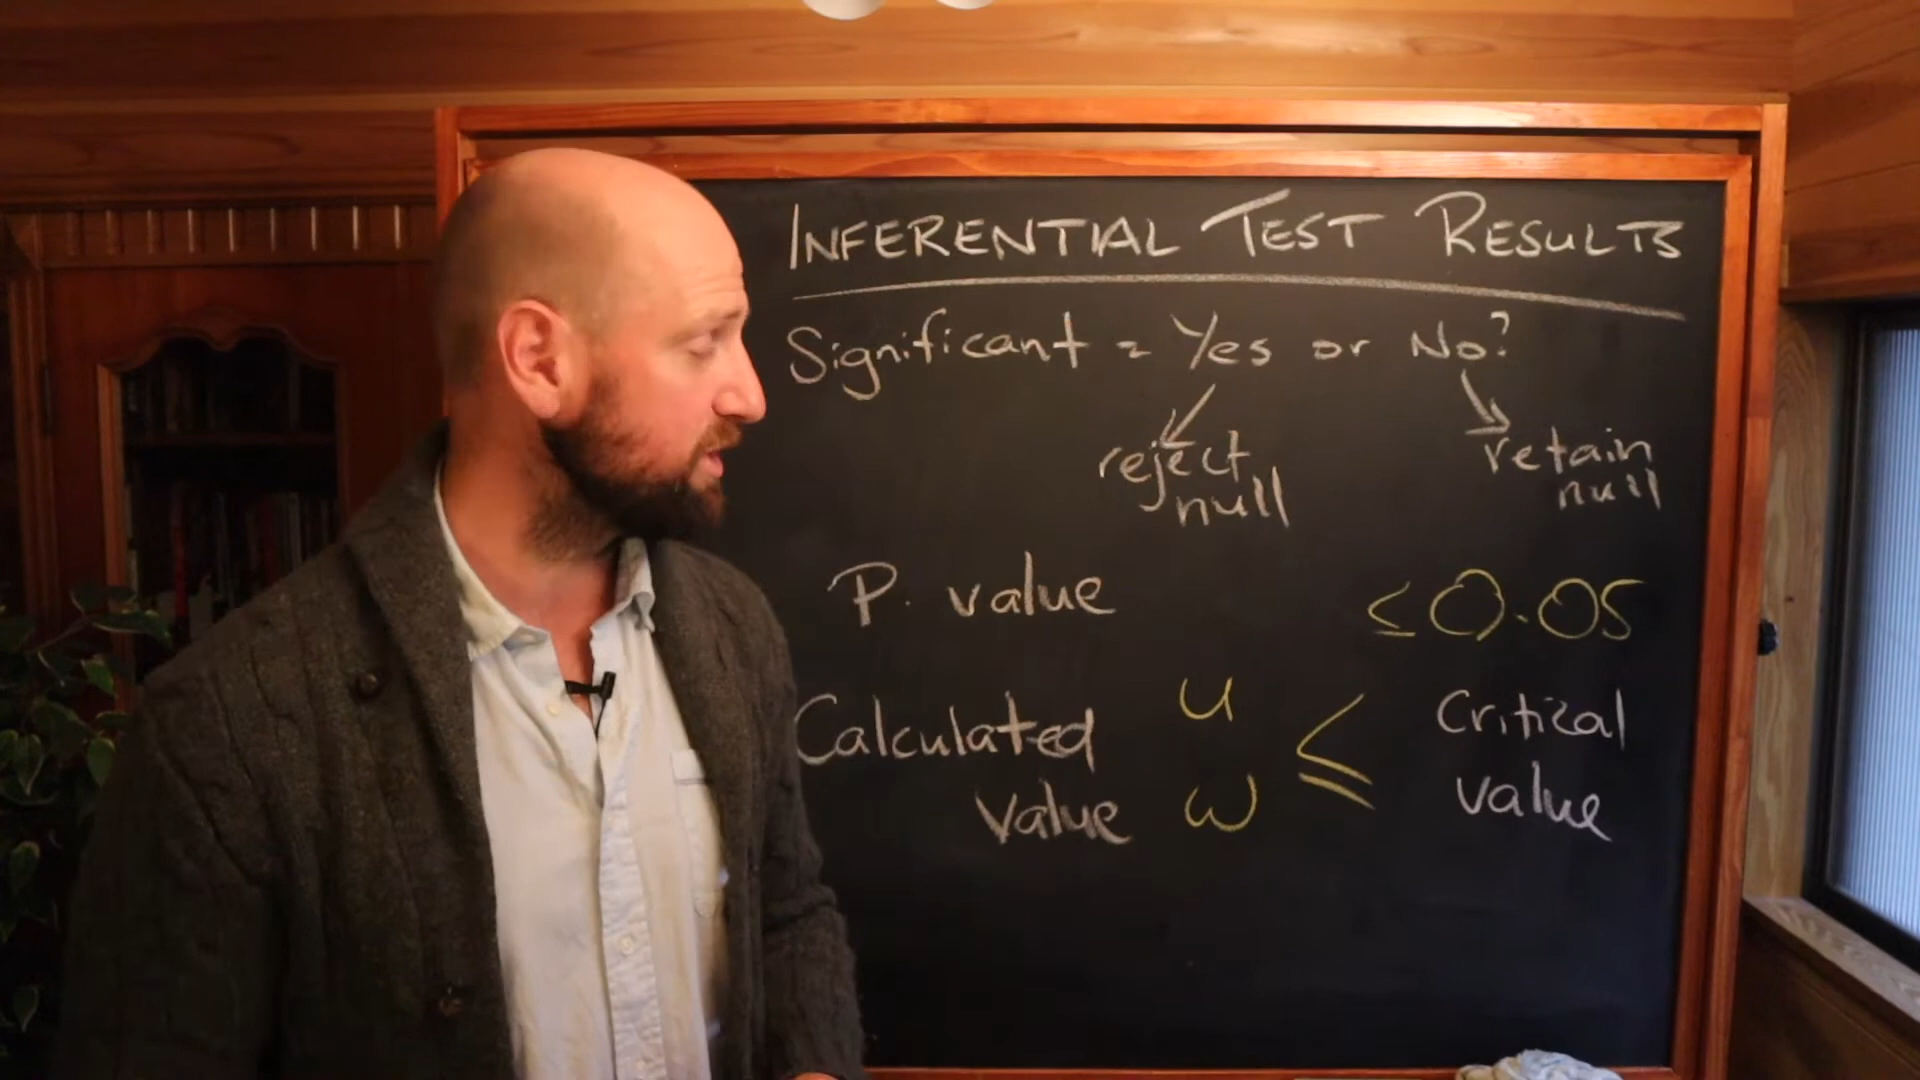 INFERENTIAL TEST RESULTS
Significant = Yes or No?
reject null
retain null
P. value ≤0.05
Calculated value
u
w
≤
Critical value